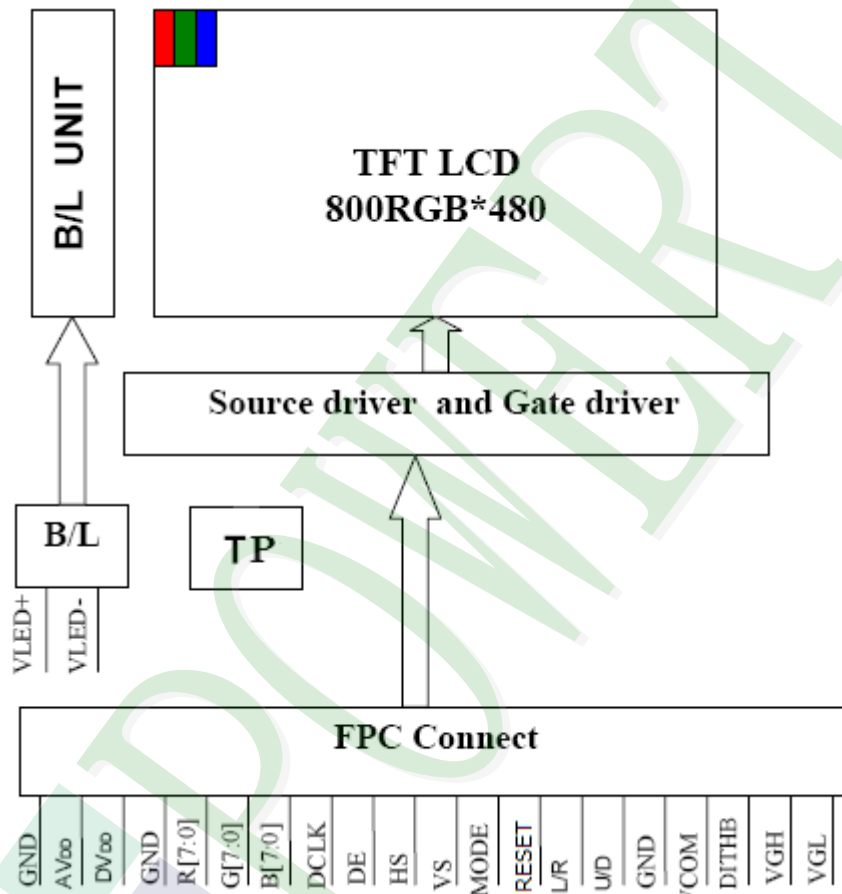 B/L UNIT
TFT LCD
800RGB*480
Source driver and Gate driver
B/L
TP
VLED+
VLED-
FPC Connect
GND
AVDD
DVDD
GND
R[7:0]
G[7:0]
B[7:0]
DCLK
DE
HS
VS
MODE
RESET
L/R
U/D
GND
VCOM
DITHB
VGH
VGL
POWERT